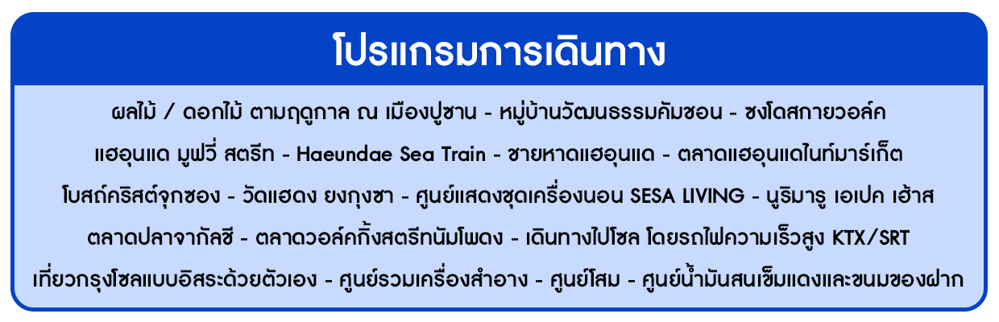 โปรแกรมการเดินทาง
ผลไม้ / ดอกไม้ ตามฤดูกาล ณ เมืองปูซาน - หมู่บ้านวัฒนธรรมคัมชอน - ซงโดสกายวอล์ค
แฮอุนแด มูฟวี่ สตรีท - Haeundae Sea Train - ชายหาดแฮอุนแด - ตลาดแฮอุนแดไนท์มาร์เก็ต
โบสถ์คริสต์จุกซอง - วัดแฮดง ยงกุงซา - ศูนย์แสดงชุดเครื่องนอน SESA LIVING - นูริมารู เอเปค เฮ้าส
ตลาดปลาจากัลชี - ตลาดวอล์คกิ้งสตรีทนัมโพดง - เดินทางไปโซล โดยรถไฟความเร็วสูง KTX/SRT
เที่ยวกรุงโซลแบบอิสระด้วยตัวเอง - ศูนย์รวมเครื่องสำอาง - ศูนย์โสม - ศูนย์น้ำมันสนเข็มแดงและขนมของฝาก